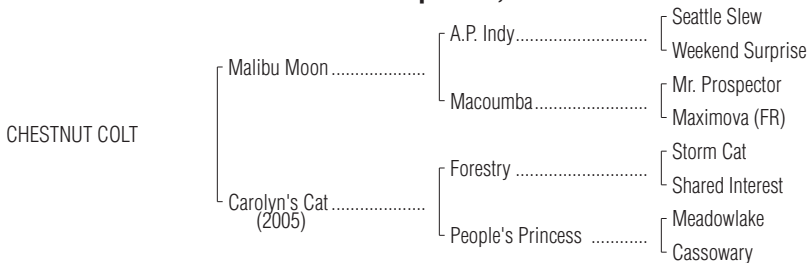 Seattle Slew
A.P. Indy
Weekend Surprise
Malibu Moon
Mr. Prospector
Macoumba
Maximova (FR)
CHESTNUT COLT
Storm Cat
Forestry
Shared Interest
Carolyn's Cat
(2005)
Meadowlake
People's Princess
Cassowary